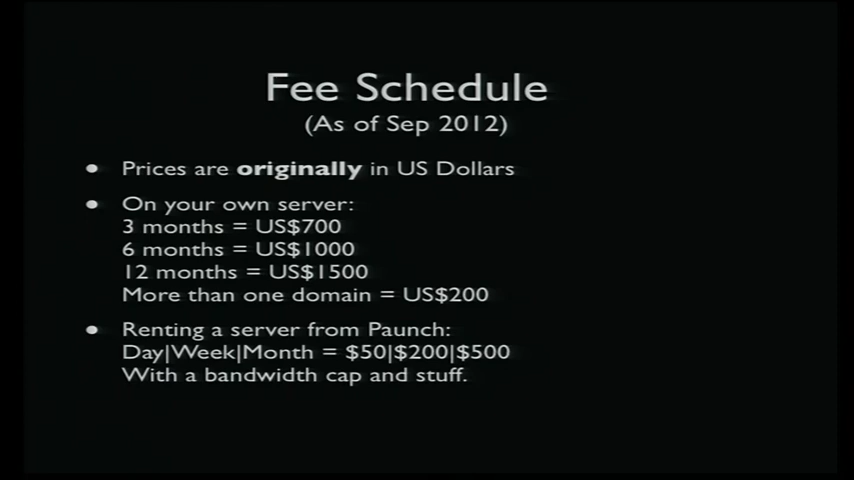 Fee Schedule
(As of Sep 2012)
● Prices are originally in US Dollars
● On your own server:
3 months = US$700
6 months = US$1000
12 months = US$1500
More than one domain = US$200
● Renting a server from Paunch:
Day|Week|Month = $50|$200|$500
With a bandwidth cap and stuff.